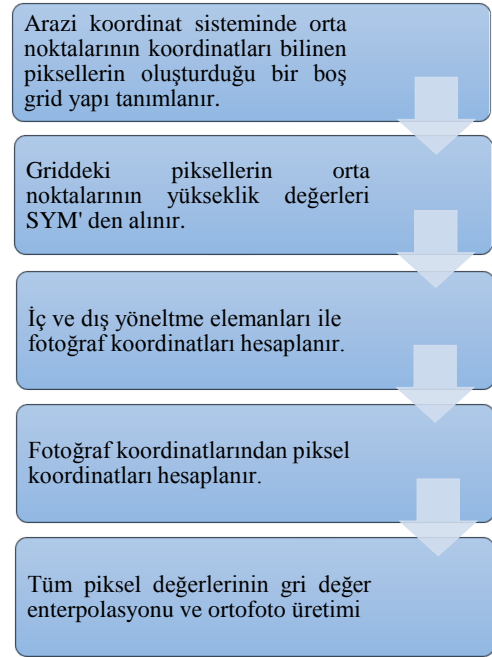 Arazi koordinat sisteminde orta
noktalarının koordinatları bilinen
piksellerin oluşturduğu bir boş
grid yapı tanımlanır.
Griddeki piksellerin orta
noktalarının yükseklik değerleri
SYM' den alınır.
İç ve dış yöneltme elemanları ile
fotoğraf koordinatları hesaplanır.
Fotoğraf koordinatlarından piksel
koordinatları hesaplanır.
Tüm piksel değerlerinin gri değer
enterpolasyonu ve ortofoto üretimi